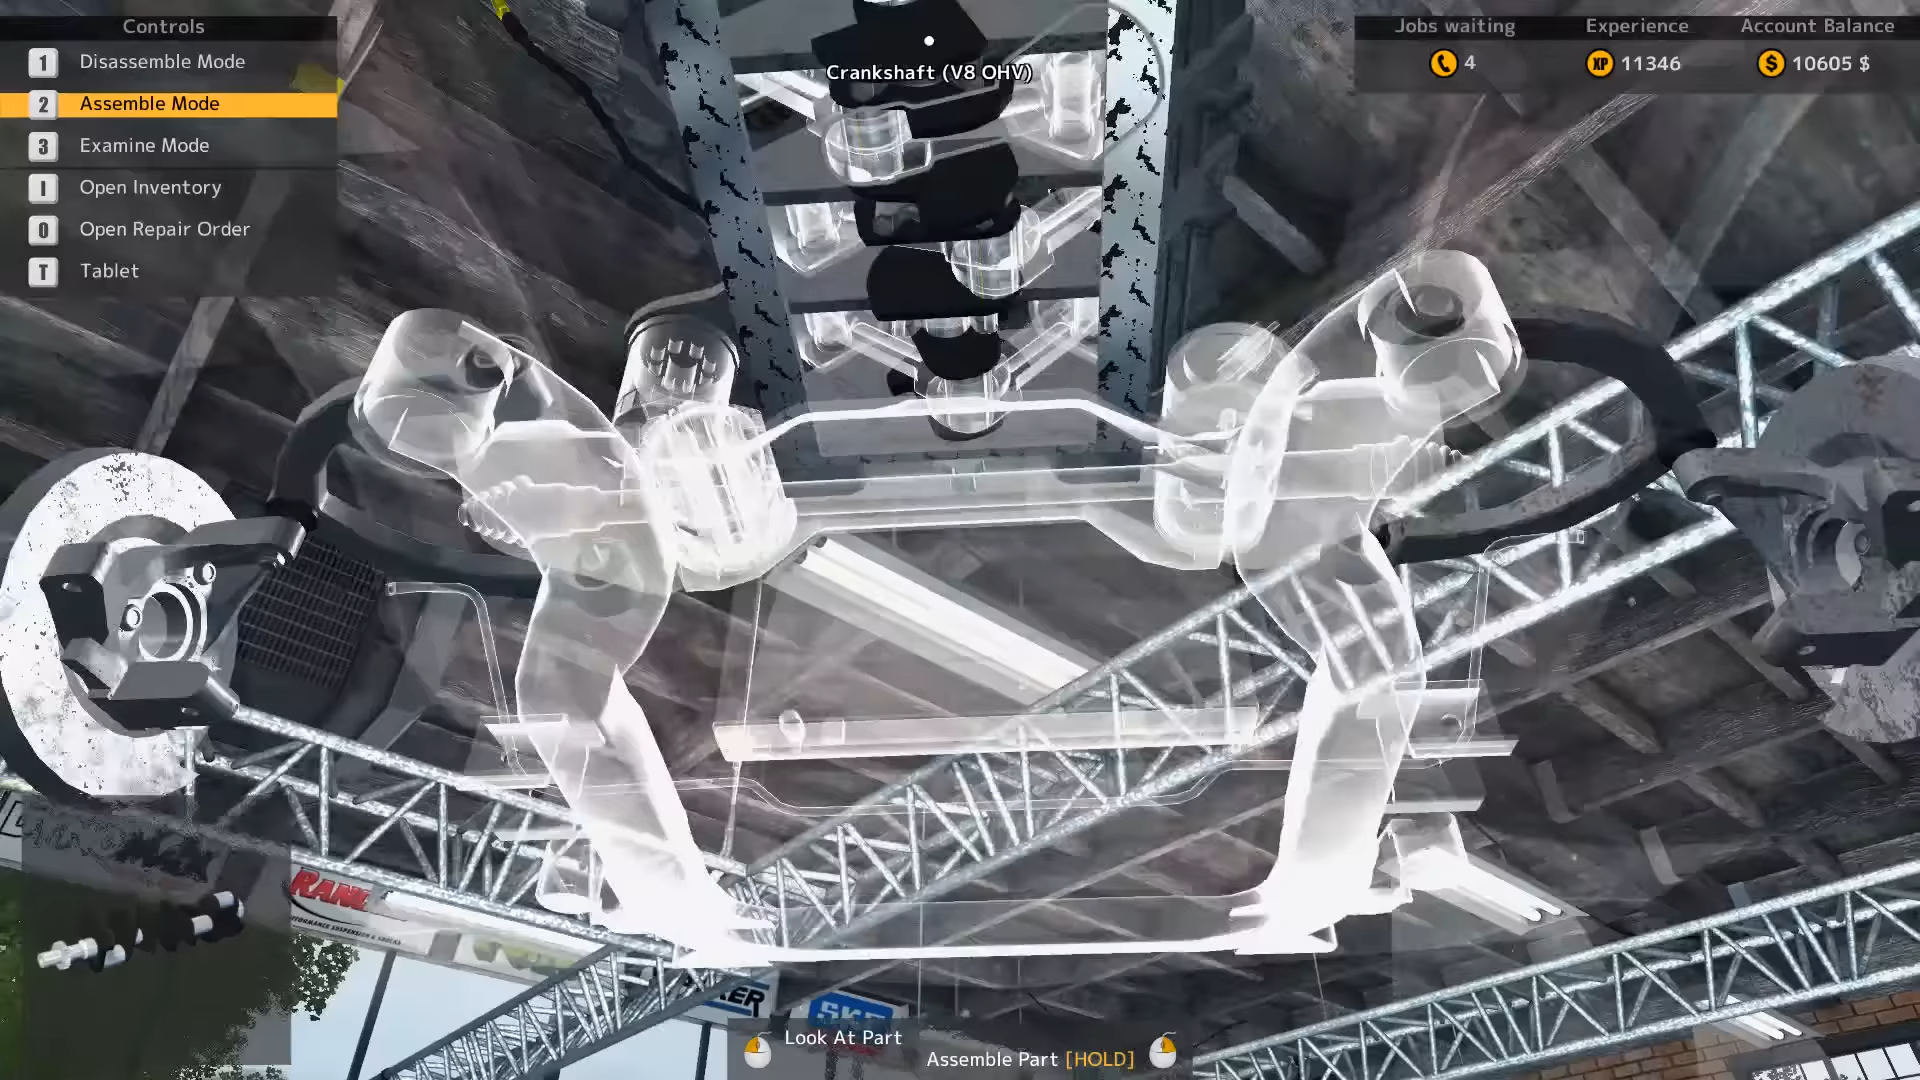 Controls
1 Disassemble Mode
2 Assemble Mode
3 Examine Mode
I Open Inventory
O Open Repair Order
T Tablet
Crankshaft (V8 OHV)
Jobs waiting
4
Experience
XP 11346
Account Balance
$ 10605 $
Look At Part
Assemble Part [HOLD]